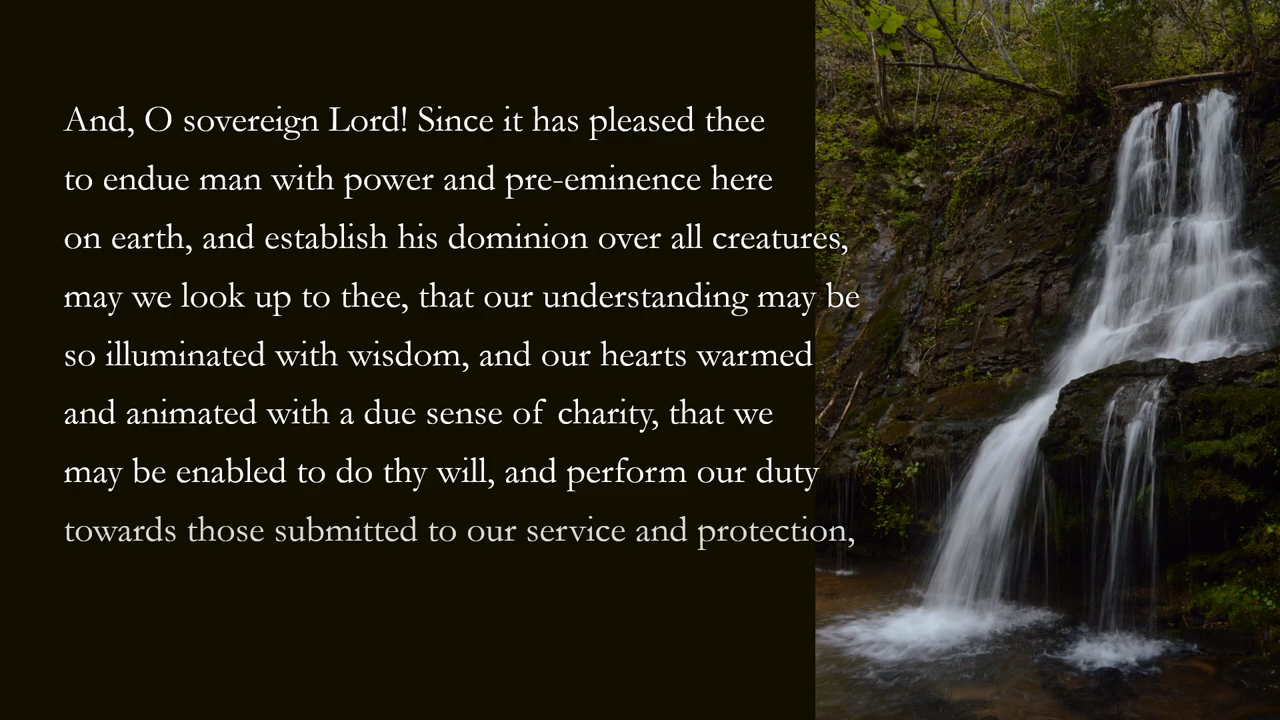 And, O sovereign Lord! Since it has pleased thee
to endue man with power and pre-eminence here
on earth, and establish his dominion over all creatures,
may we look up to thee, that our understanding may be
so illuminated with wisdom, and our hearts warmed
and animated with a due sense of charity, that we
may be enabled to do thy will, and perform our duty
towards those submitted to our service and protection,